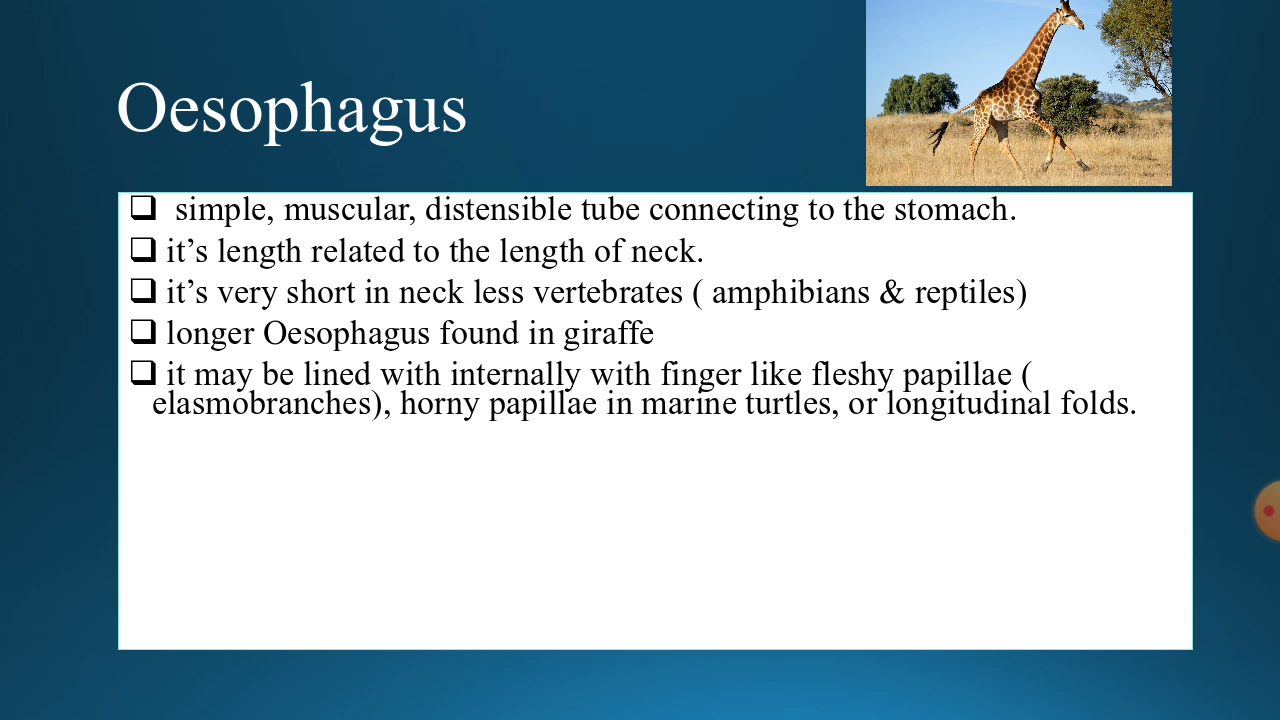 Oesophagus
❑ simple, muscular, distensible tube connecting to the stomach.
❑ it’s length related to the length of neck.
❑ it’s very short in neck less vertebrates ( amphibians & reptiles)
❑ longer Oesophagus found in giraffe
❑ it may be lined with internally with finger like fleshy papillae (
elasmobranches), horny papillae in marine turtles, or longitudinal folds.